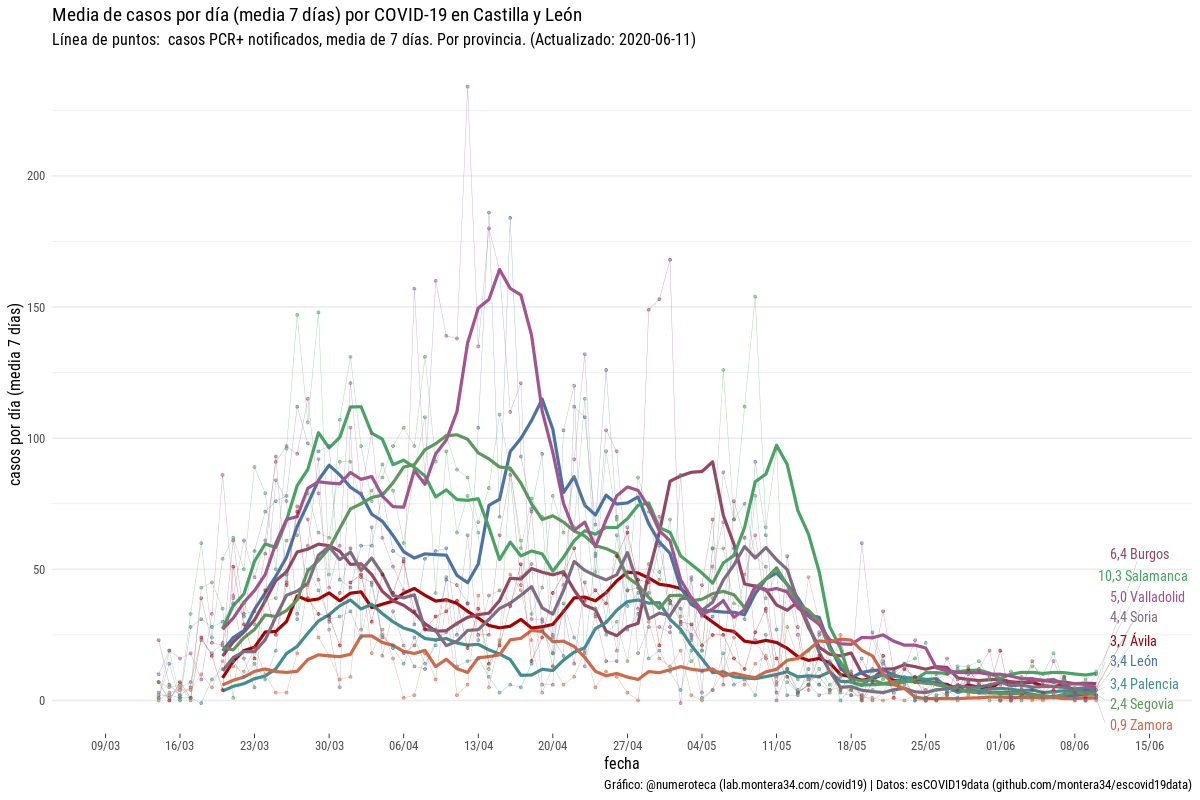 Media de casos por día (media 7 días) por COVID-19 en Castilla y León
Línea de puntos:  casos PCR+ notificados, media de 7 días. Por provincia. (Actualizado: 2020-06-11)
casos por día (media 7 días)
200
150
100
50
0
6,4 Burgos
10,3 Salamanca
5,0 Valladolid
4,4 Soria
3,7 Ávila
3,4 León
3,4 Palencia
2,4 Segovia
0,9 Zamora
09/03 16/03 23/03 30/03 06/04 13/04 20/04 27/04 04/05 11/05 18/05 25/05 01/06 08/06 15/06
fecha
Gráfico: @numeroteca (lab.montera34.com/covid19) | Datos: esCOVID19data (github.com/montera34/escovid19data)